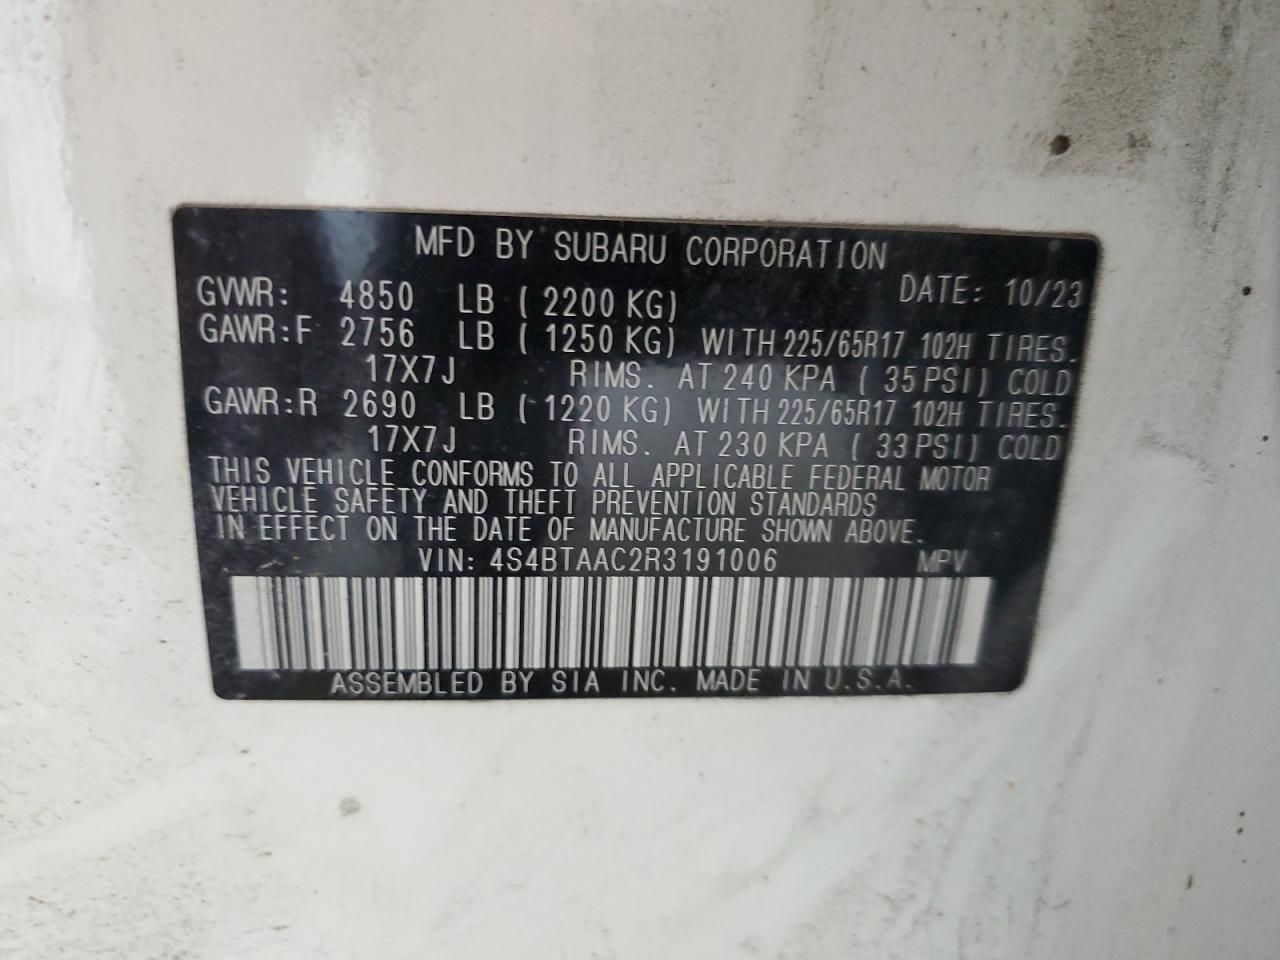 MFD BY SUBARU CORPORATION
GVWR: 4850 LB ( 2200 KG) DATE: 10/23
GAWR:F 2756 LB ( 1250 KG) WITH 225/65R17 102H TIRES.
17X7J RIMS. AT 240 KPA ( 35 PSI) COLD
GAWR:R 2690 LB ( 1220 KG) WITH 225/65R17 102H TIRES.
17X7J RIMS. AT 230 KPA ( 33 PSI) COLD
THIS VEHICLE CONFORMS TO ALL APPLICABLE FEDERAL MOTOR
VEHICLE SAFETY AND THEFT PREVENTION STANDARDS
IN EFFECT ON THE DATE OF MANUFACTURE SHOWN ABOVE.
VIN: 4S4BTAAC2R3191006 MPV
ASSEMBLED BY SIA INC. MADE IN U.S.A.